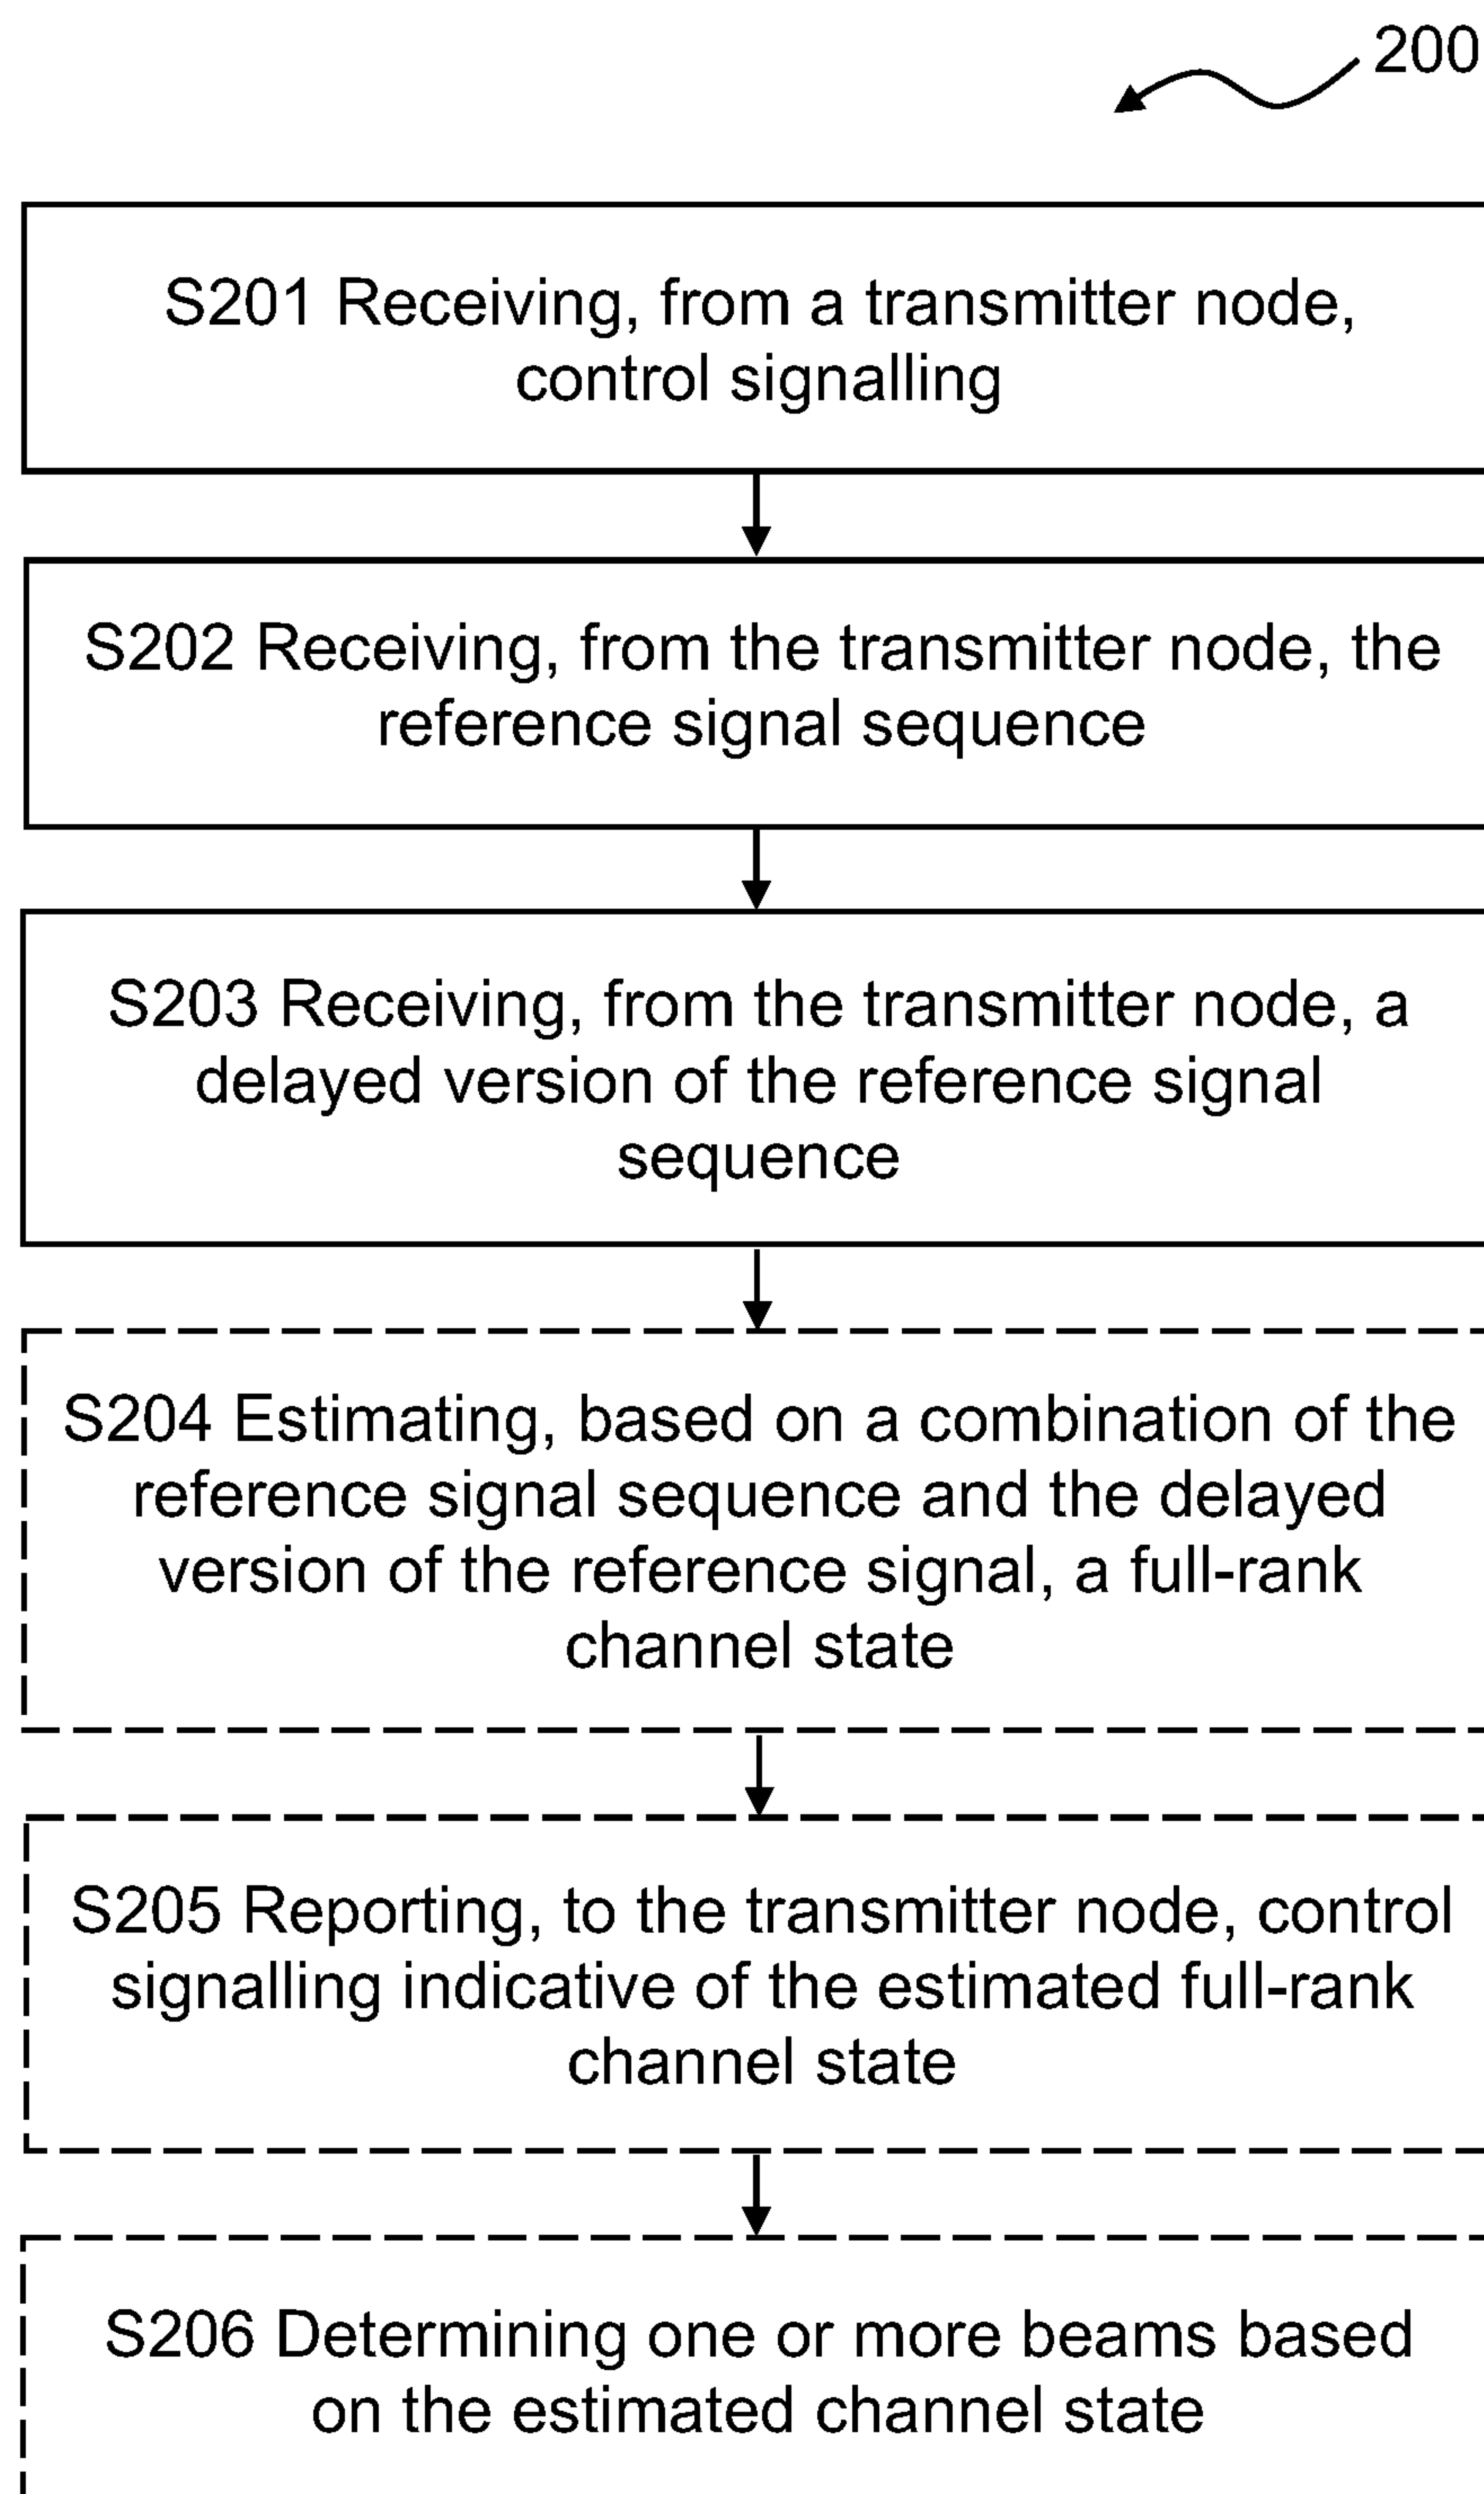 200
S201 Receiving, from a transmitter node,
control signalling
S202 Receiving, from the transmitter node, the
reference signal sequence
S203 Receiving, from the transmitter node, a
delayed version of the reference signal
sequence
S204 Estimating, based on a combination of the
reference signal sequence and the delayed
version of the reference signal, a full-rank
channel state
S205 Reporting, to the transmitter node, control
signalling indicative of the estimated full-rank
channel state
S206 Determining one or more beams based
on the estimated channel state